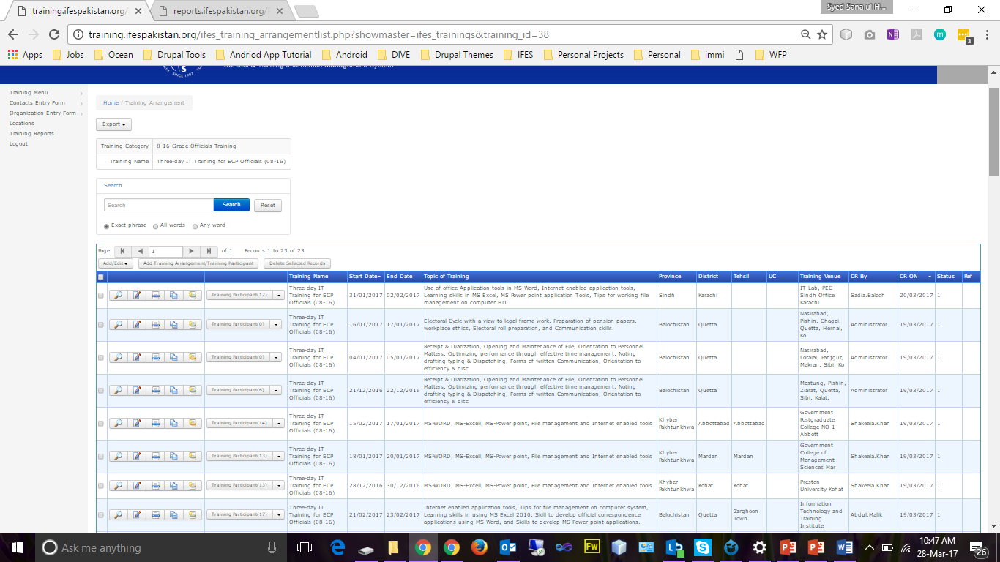 training.ifespakistan.org/
reports.ifespakistan.org/
Syed Sana ul H...
training.ifespakistan.org/ifes_training_arrangementlist.php?showmaster=ifes_trainings&training_id=38
3
Apps Jobs Ocean Drupal Tools Andriod App Tutorial Android DIVE Drupal Themes IFES Personal Projects Personal immi WFP
SINCE 1987
Contact & Training Information Management System
Training Menu
Contacts Entry Form
Organization Entry Form
Locations
Training Reports
Logout
Home / Training Arrangement
Export
Training Category 8-16 Grade Officials Training
Training Name Three-day IT Training for ECP Officials (08-16)
Search
Search Search Reset
Exact phrase All words Any word
Page 1 of 1 Records 1 to 23 of 23
Add/Edit Add Training Arrangement/Training Participant Delete Selected Records
Training Name Start Date End Date Topic of Training Province District Tehsil UC Training Venue CR By CR ON Status Ref
Training Participant(12) Three-day IT Training for ECP Officials (08-16) 31/01/2017 02/02/2017 Use of office Application tools in MS Word, Internet enabled application tools, Learning skills in MS Excel, MS Power point application Tools, Tips for working file management on computer HD Sindh Karachi IT Lab, PEC Sindh Office Karachi Sadia.Baloch 20/03/2017 1
Training Participant(0) Three-day IT Training for ECP Officials (08-16) 16/01/2017 17/01/2017 Electoral Cycle with a view to legal frame work, Preparation of pension papers, workplace ethics, Electoral roll preparation, and Communication skills. Balochistan Quetta Nasirabad, Pishin, Chagai, Quetta, Hernai, Ko Administrator 19/03/2017 1
Training Participant(0) Three-day IT Training for ECP Officials (08-16) 04/01/2017 05/01/2017 Receipt & Diarization, Opening and Maintenance of File, Orientation to Personnel Matters, Optimizing performance through effective time management, Noting drafting typing & Dispatching, Forms of written Communication, Orientation to efficiency & disc Balochistan Quetta Nasirabad, Loralai, Panjgur, Makran, Sibi, Ko Administrator 19/03/2017 1
Training Participant(6) Three-day IT Training for ECP Officials (08-16) 21/12/2016 22/12/2016 Receipt & Diarization, Opening and Maintenance of File, Orientation to Personnel Matters, Optimizing performance through effective time management, Noting drafting typing & Dispatching, Forms of written Communication, Orientation to efficiency & disc Balochistan Quetta Mastung, Pishin, Ziarat, Quetta, Sibi, Kalat, Administrator 19/03/2017 1
Training Participant(14) Three-day IT Training for ECP Officials (08-16) 15/02/2017 17/01/2017 MS-WORD, MS-Excell, MS-Power point, File management and Internet enabled tools Khyber Pakhtunkhwa Abbottabad Abbottabad Government Postgraduate College NO-1 Abbott Shakeela.Khan 19/03/2017 1
Training Participant(13) Three-day IT Training for ECP Officials (08-16) 18/01/2017 20/01/2017 MS-WORD, MS-Excell, MS-Power point, File management and Internet enabled tools Khyber Pakhtunkhwa Mardan Mardan Government College of Management Sciences Mar Shakeela.Khan 19/03/2017 1
Training Participant(13) Three-day IT Training for ECP Officials (08-16) 28/12/2016 30/12/2016 MS-WORD, MS-Excell, MS-Power point, File management and Internet enabled tools Khyber Pakhtunkhwa Kohat Kohat Preston University Kohat Shakeela.Khan 19/03/2017 1
Training Participant(17) Three-day IT Training for ECP Officials (08-16) 21/02/2017 23/02/2017 Internet enabled application tools, Tips for file management on computer system, Learning skills in using MS Excel 2010, Skill to develop official correspondence applications using MS Word, and Skills to develop MS Power point applications. Balochistan Quetta Zarghoon Town Information Technology and Training Institute Abdul.Malik 19/03/2017 1
Ask me anything
Fw
10:47 AM
28-Mar-17
26